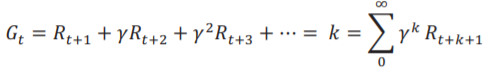 G_t = R_{t+1} + γR_{t+2} + γ^2R_{t+3} + ⋯ = k = ∑_0^∞ γ^k R_{t+k+1}